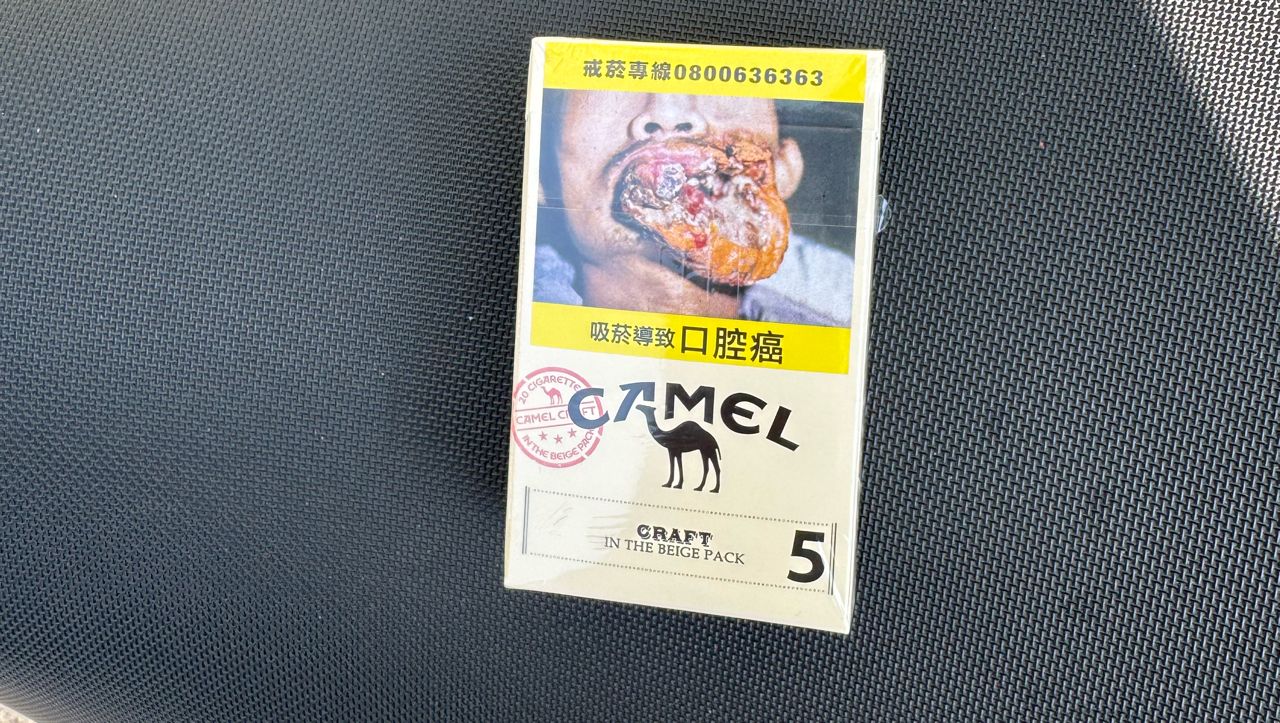 戒菸專線0800636363
吸菸導致口腔癌
20 CIGARETTE
CAMEL CRAFT
IN THE BEIGE PACK
CAMEL
CRAFT
IN THE BEIGE PACK
5